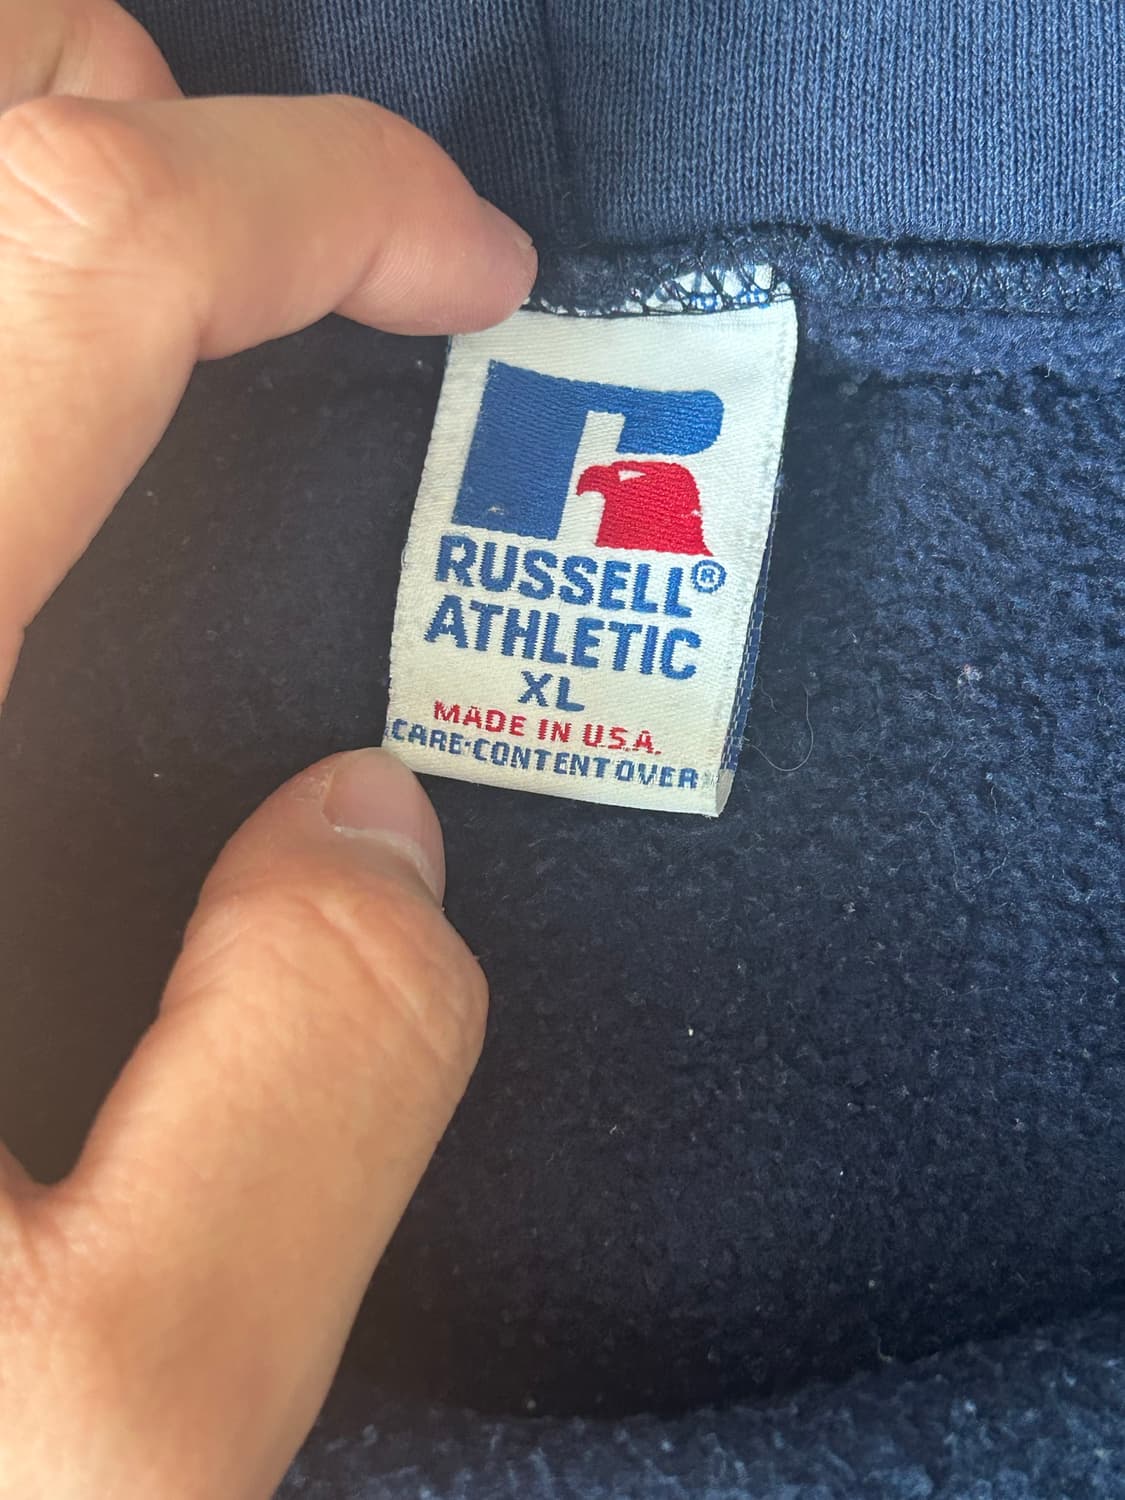 RUSSELL®
ATHLETIC
XL
MADE IN U.S.A.
CARE·CONTENT OVER